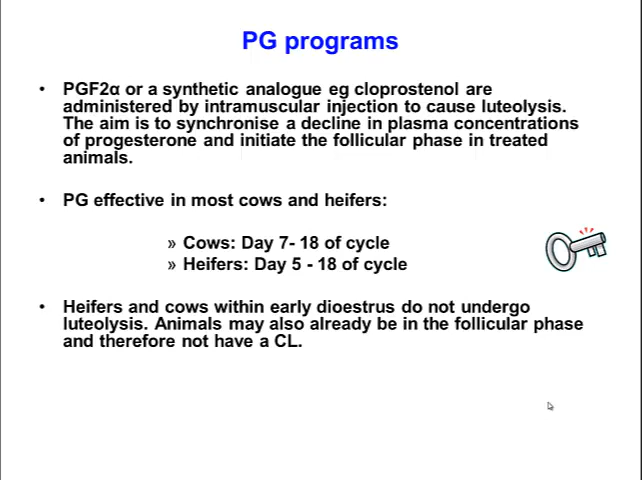 PG programs
• PGF2α or a synthetic analogue eg cloprostenol are
administered by intramuscular injection to cause luteolysis.
The aim is to synchronise a decline in plasma concentrations
of progesterone and initiate the follicular phase in treated
animals.
• PG effective in most cows and heifers:
» Cows: Day 7- 18 of cycle
» Heifers: Day 5 - 18 of cycle
• Heifers and cows within early dioestrus do not undergo
luteolysis. Animals may also already be in the follicular phase
and therefore not have a CL.